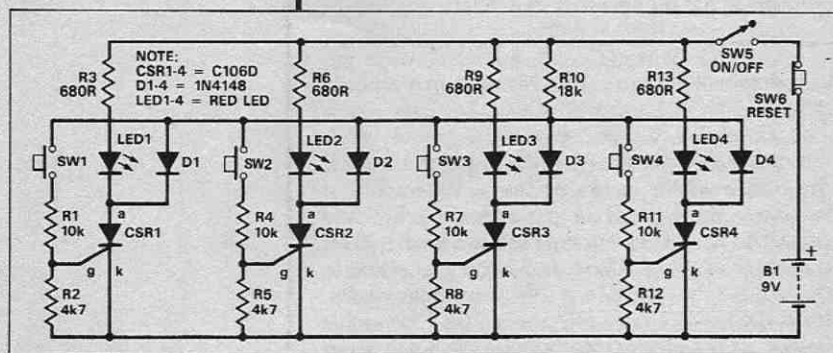 NOTE:
CSR1-4 = C106D
D1-4 = 1N4148
LED1-4 = RED LED
R3
680R
R6
680R
R9
680R
R10
18k
R13
680R
SW5
ON/OFF
SW6
RESET
SW1
LED1
D1
SW2
LED2
D2
SW3
LED3
D3
SW4
LED4
D4
R1
10k
a
CSR1
g
k
R4
10k
a
CSR2
g
k
R7
10k
a
CSR3
g
k
R11
10k
a
CSR4
g
k
R2
4k7
R5
4k7
R8
4k7
R12
4k7
+
B1
9V